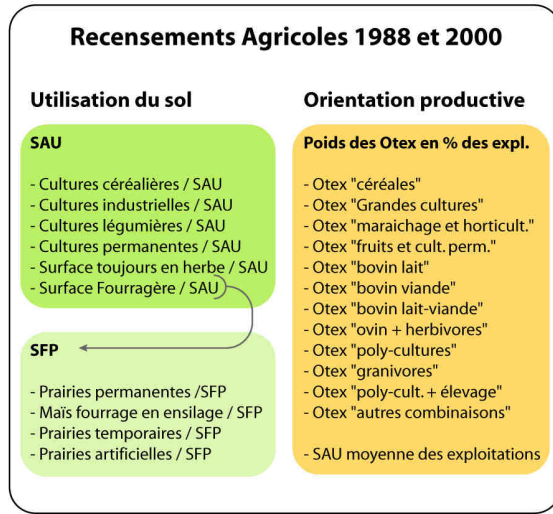 Recensements Agricoles 1988 et 2000
Utilisation du sol
SAU
- Cultures céréalières / SAU
- Cultures industrielles / SAU
- Cultures légumières / SAU
- Cultures permanentes / SAU
- Surface toujours en herbe / SAU
- Surface Fourragère / SAU
SFP
- Prairies permanentes /SFP
- Maïs fourrage en ensilage / SFP
- Prairies temporaires / SFP
- Prairies artificielles / SFP
Orientation productive
Poids des Otex en % des expl.
- Otex "céréales"
- Otex "Grandes cultures"
- Otex "maraichage et horticult."
- Otex "fruits et cult. perm."
- Otex "bovin lait"
- Otex "bovin viande"
- Otex "bovin lait-viande"
- Otex "ovin + herbivores"
- Otex "poly-cultures"
- Otex "granivores"
- Otex "poly-cult. + élevage"
- Otex "autres combinaisons"
- SAU moyenne des exploitations